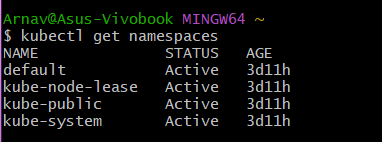 Arnav@Asus-Vivobook MINGW64 ~
$ kubectl get namespaces
NAME              STATUS   AGE
default           Active   3d11h
kube-node-lease   Active   3d11h
kube-public       Active   3d11h
kube-system       Active   3d11h